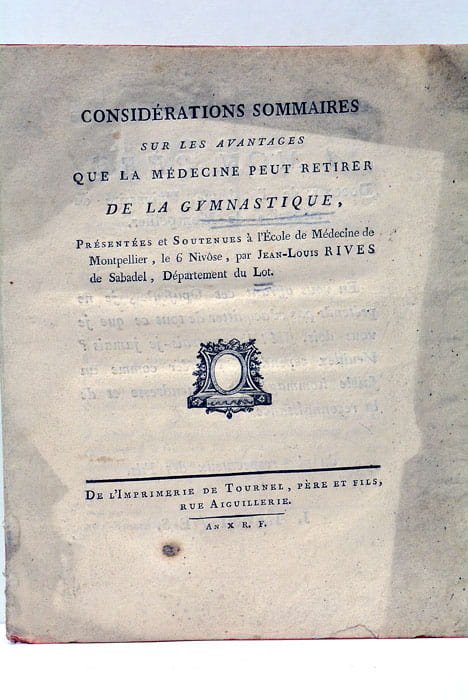 CONSIDÉRATIONS SOMMAIRES
SUR LES AVANTAGES
QUE LA MÉDECINE PEUT RETIRER
DE LA GYMNASTIQUE,
PRÉSENTÉES et SOUTENUES à l'École de Médecine de
Montpellier, le 6 Nivôse, par JEAN-LOUIS RIVES
de Sabadel, Département du Lot.
DE L'IMPRIMERIE DE TOURNEL, PÈRE ET FILS,
RUE AIGUILLERIE.
AN X R. F.